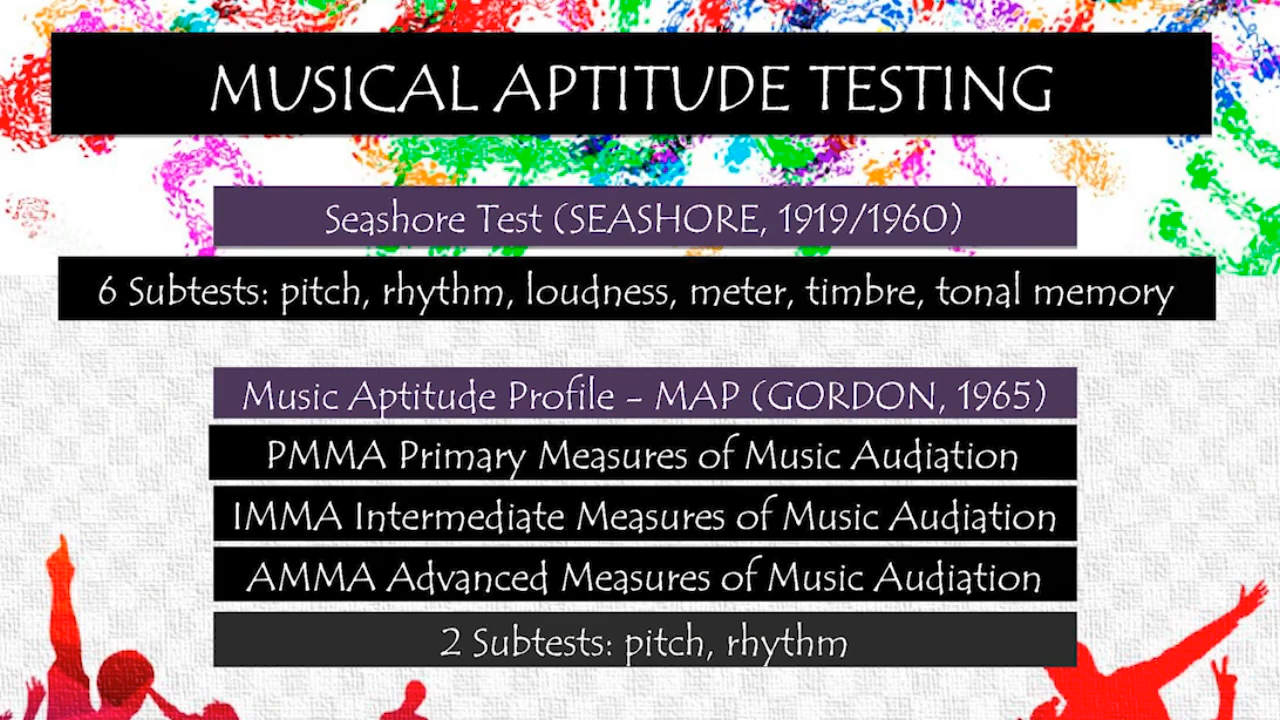 MUSICAL APTITUDE TESTING
Seashore Test (SEASHORE, 1919/1960)
6 Subtests: pitch, rhythm, loudness, meter, timbre, tonal memory
Music Aptitude Profile - MAP (GORDON, 1965)
PMMA Primary Measures of Music Audiation
IMMA Intermediate Measures of Music Audiation
AMMA Advanced Measures of Music Audiation
2 Subtests: pitch, rhythm